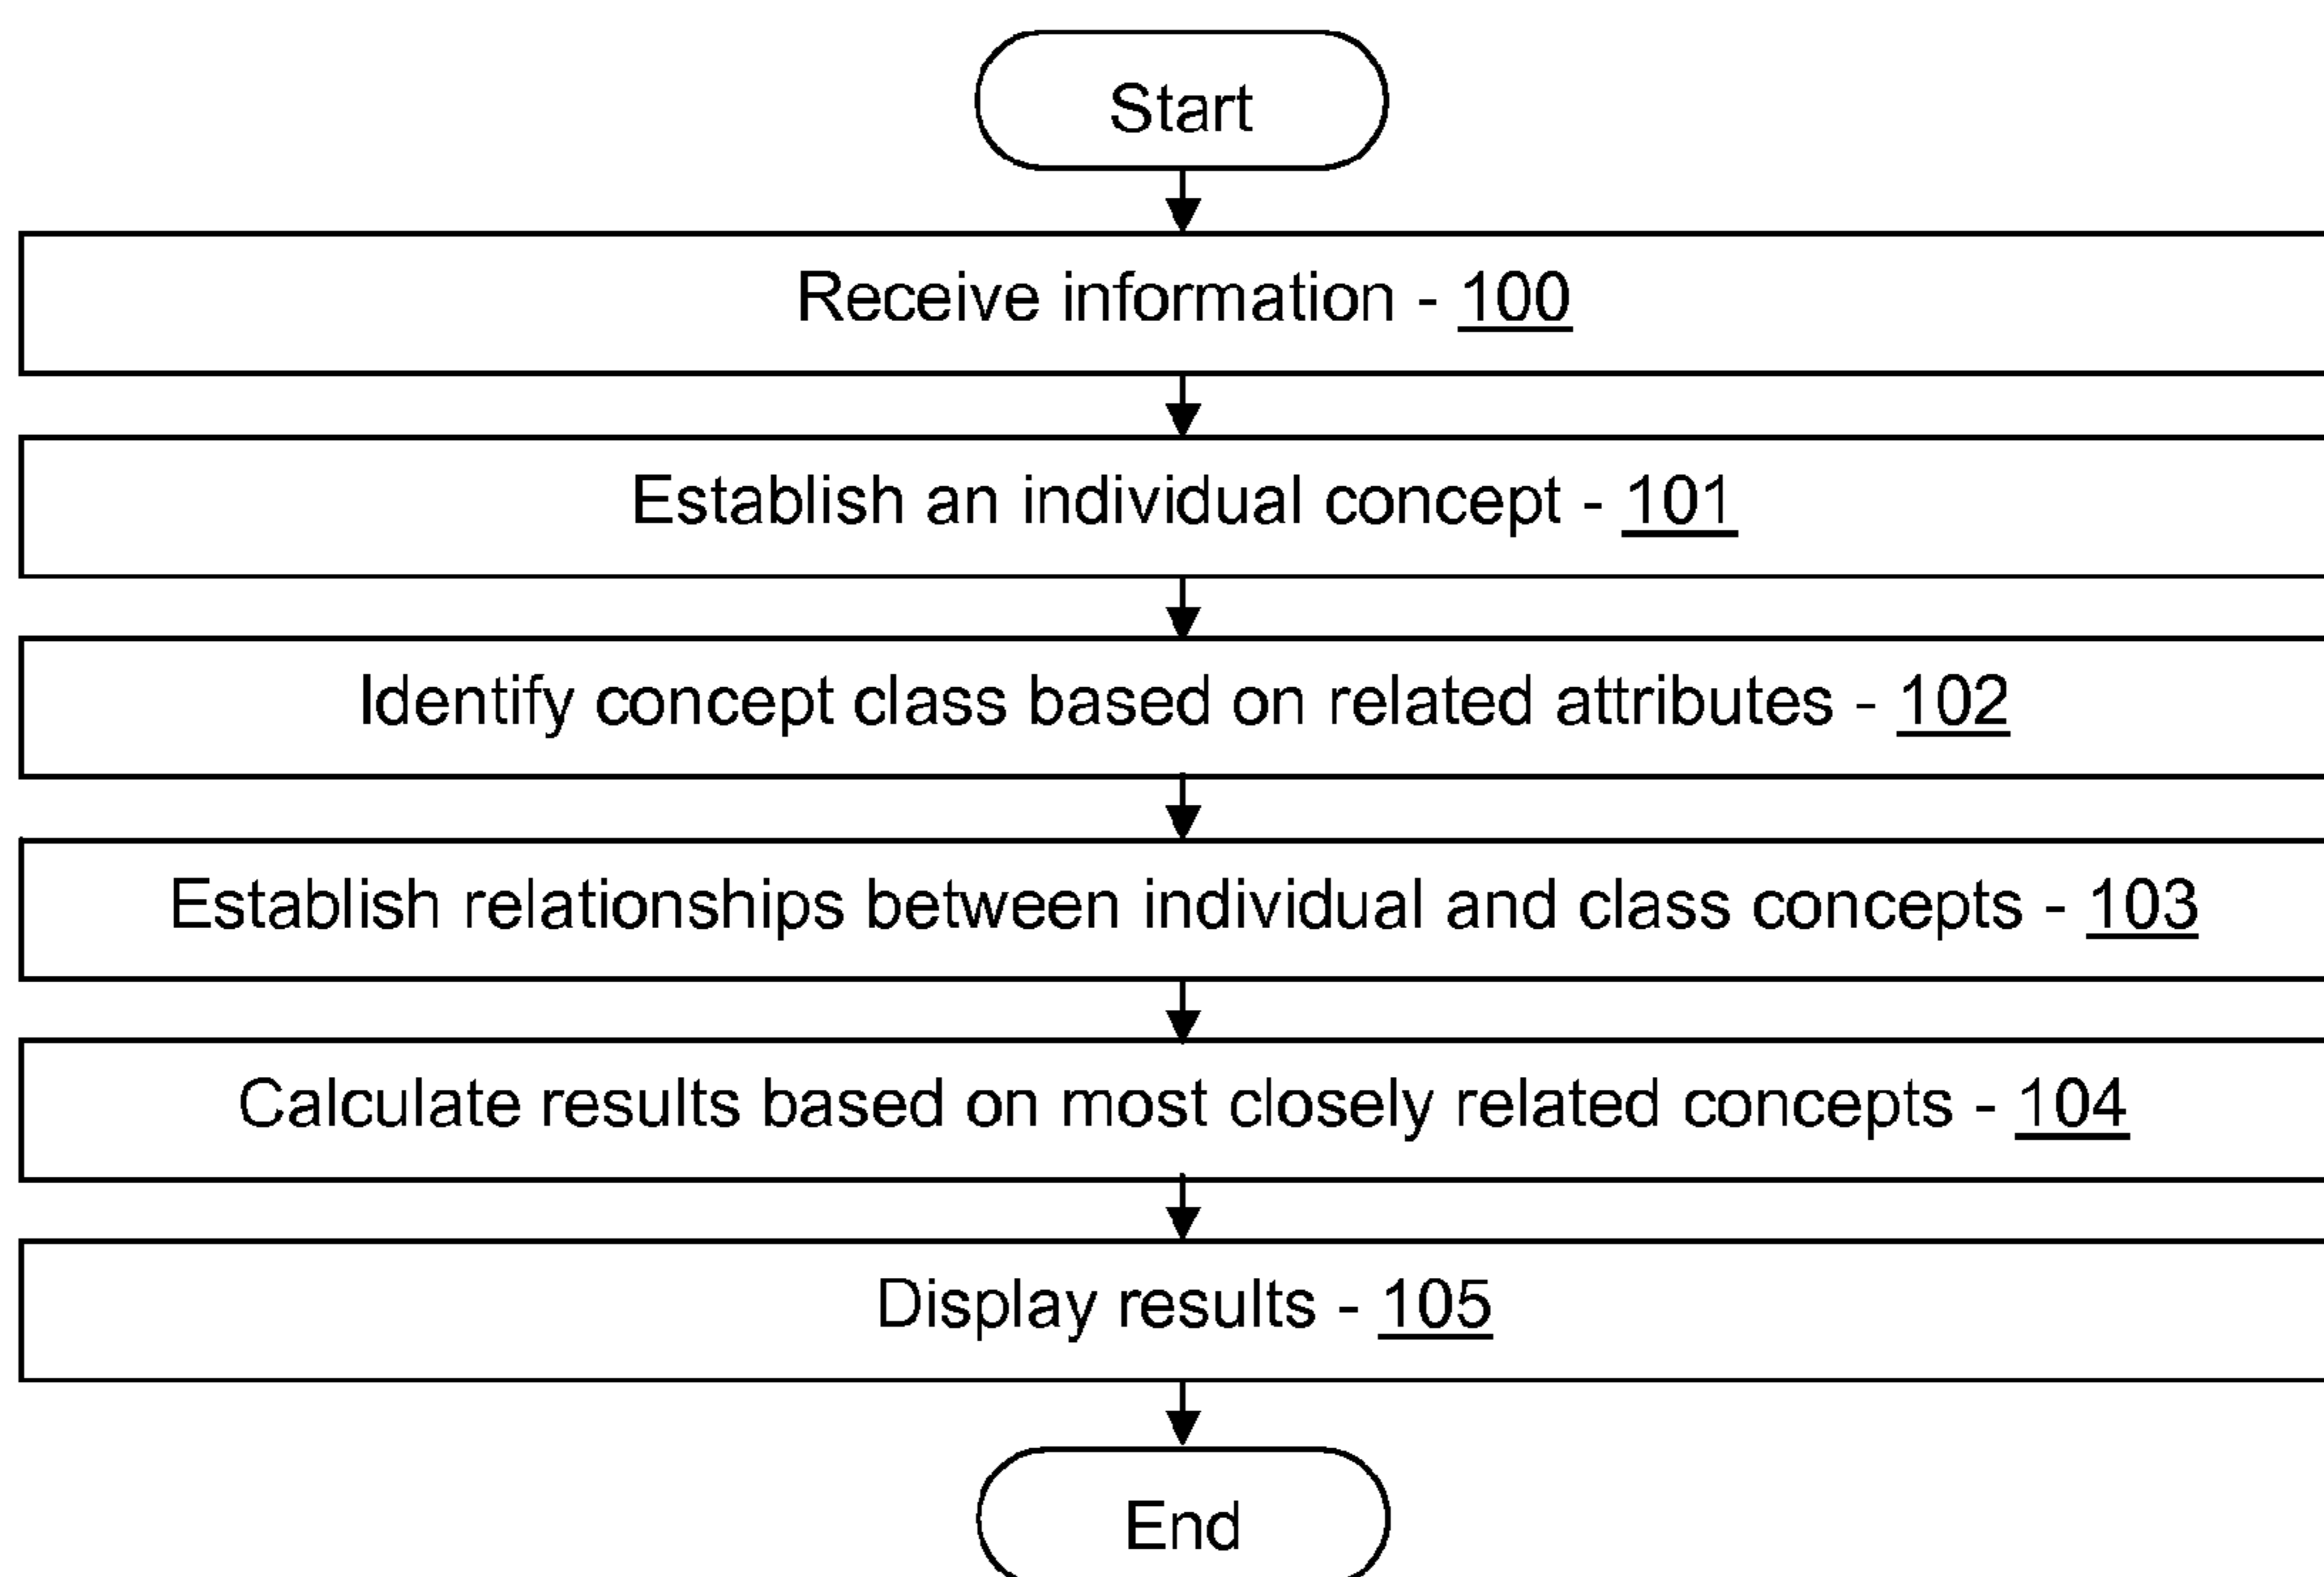 Start
Receive information - 100
Establish an individual concept - 101
Identify concept class based on related attributes - 102
Establish relationships between individual and class concepts - 103
Calculate results based on most closely related concepts - 104
Display results - 105
End